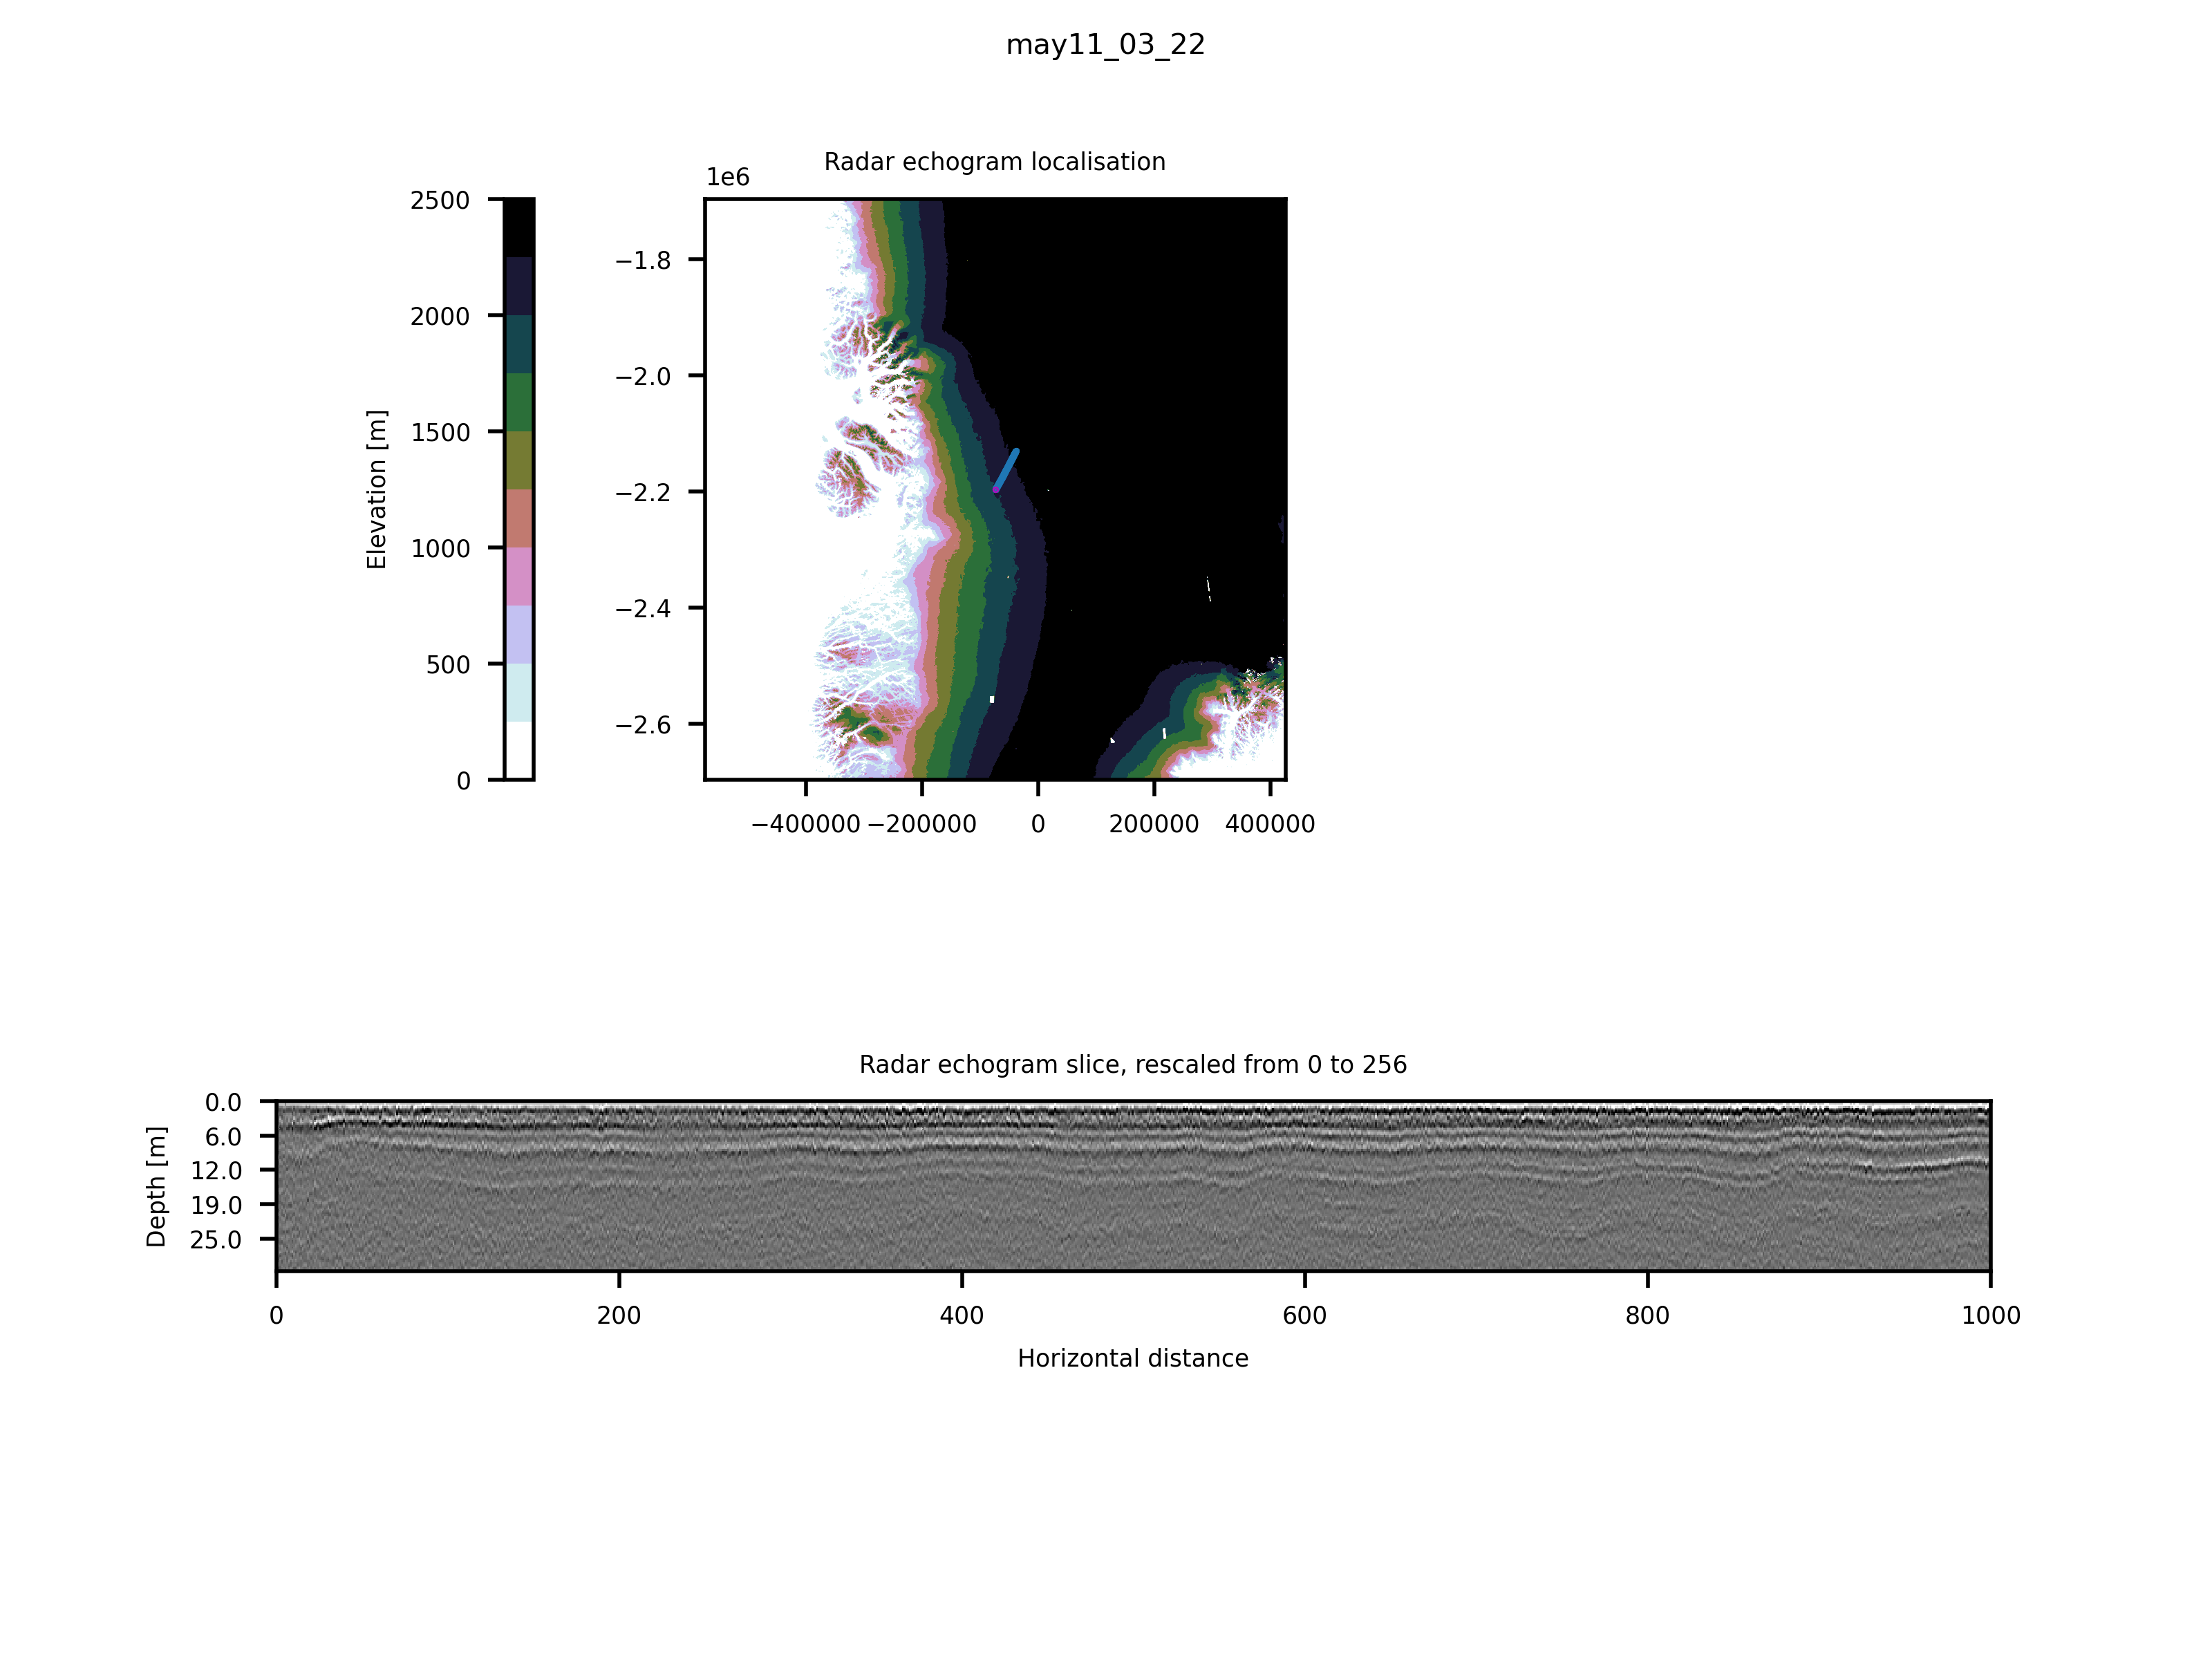 may11_03_22
Radar echogram localisation
1e6
2500
2000
1500
1000
500
0
Elevation [m]
−1.8
−2.0
−2.2
−2.4
−2.6
−400000 −200000 0 200000 400000
Radar echogram slice, rescaled from 0 to 256
0.0
6.0
12.0
19.0
25.0
Depth [m]
0 200 400 600 800 1000
Horizontal distance